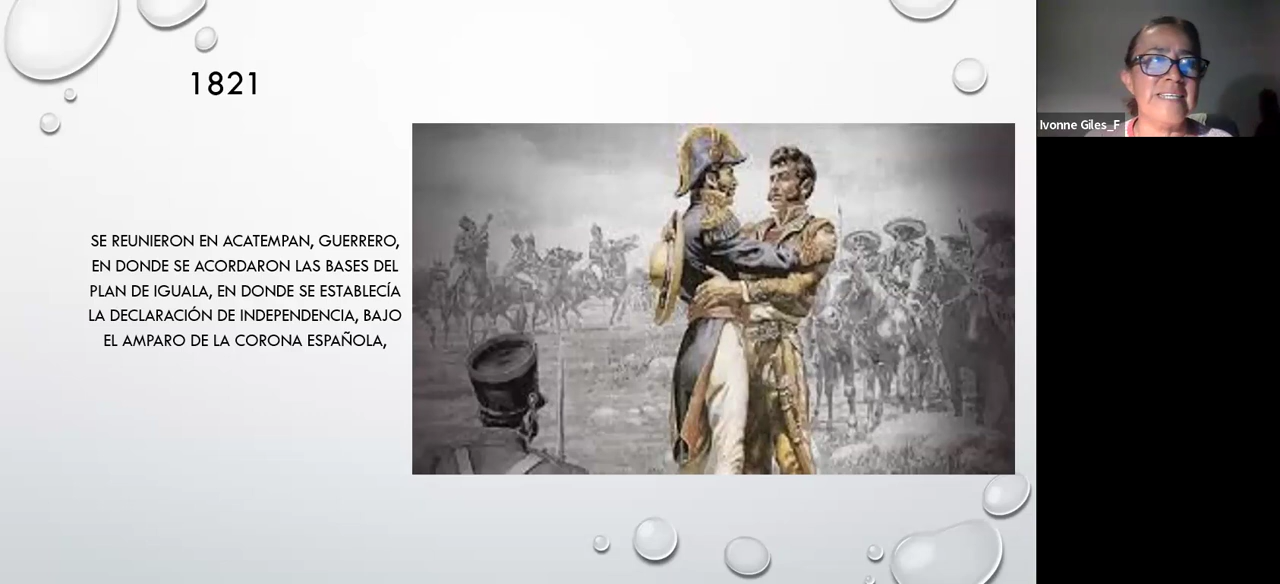 1821
SE REUNIERON EN ACATEMPAN, GUERRERO,
EN DONDE SE ACORDARON LAS BASES DEL
PLAN DE IGUALA, EN DONDE SE ESTABLECÍA
LA DECLARACIÓN DE INDEPENDENCIA, BAJO
EL AMPARO DE LA CORONA ESPAÑOLA,
Ivonne Giles_F